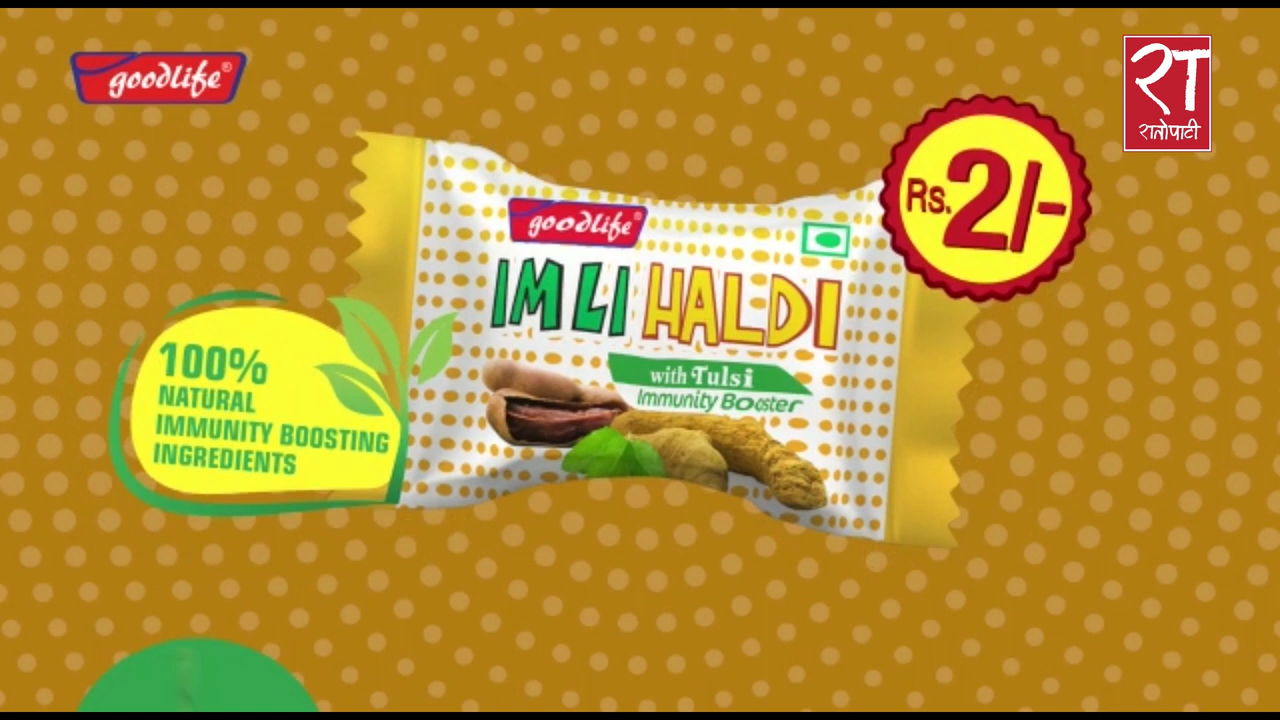 goodlife®
रा
रातोपाटी
Rs. 2/-
goodlife®
IMLI HALDI
with Tulsi
Immunity Booster
100%
NATURAL
IMMUNITY BOOSTING
INGREDIENTS